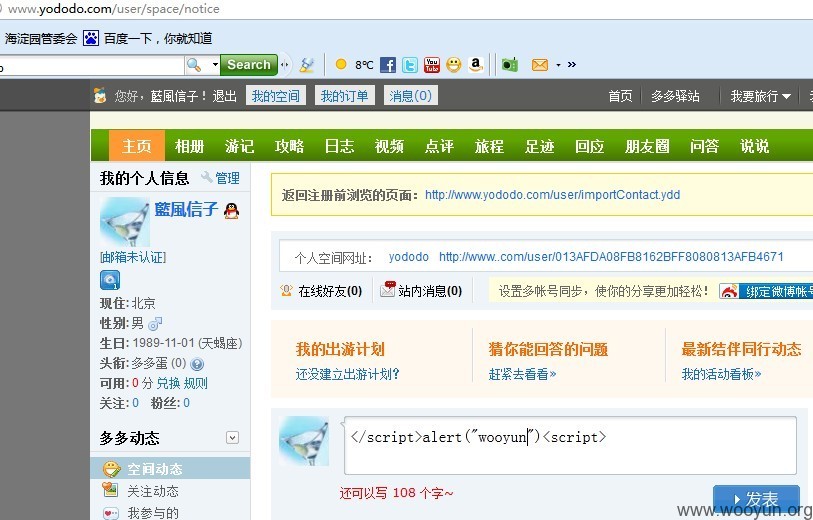 www.yododo.com/user/space/notice
海淀园管委会 百度一下，你就知道
Search 8℃
您好，藍風信子！退出 我的空间 我的订单 消息(0) 首页 多多驿站 我要旅行
主页 相册 游记 攻略 日志 视频 点评 旅程 足迹 回应 朋友圈 问答 说说
我的个人信息 管理
藍風信子
[邮箱未认证]
现住: 北京
性别: 男
生日: 1989-11-01 (天蝎座)
头衔: 多多蛋 (0)
可用: 0 分 兑换 规则
关注: 0 粉丝: 0
多多动态
空间动态
关注动态
我参与的
返回注册前浏览的页面: http://www.yododo.com/user/importContact.ydd
个人空间网址: yododo http://www..com/user/013AFDA08FB8162BFF8080813AFB4671
在线好友(0) 站内消息(0) 设置多帐号同步，使你的分享更加轻松！ 绑定微博帐号
我的出游计划
还没建立出游计划?
猜你能回答的问题
赶紧去看看»
最新结伴同行动态
我的活动看板»
</script>alert("wooyun")<script>
还可以写 108 个字~
发表
www.wooyun.org